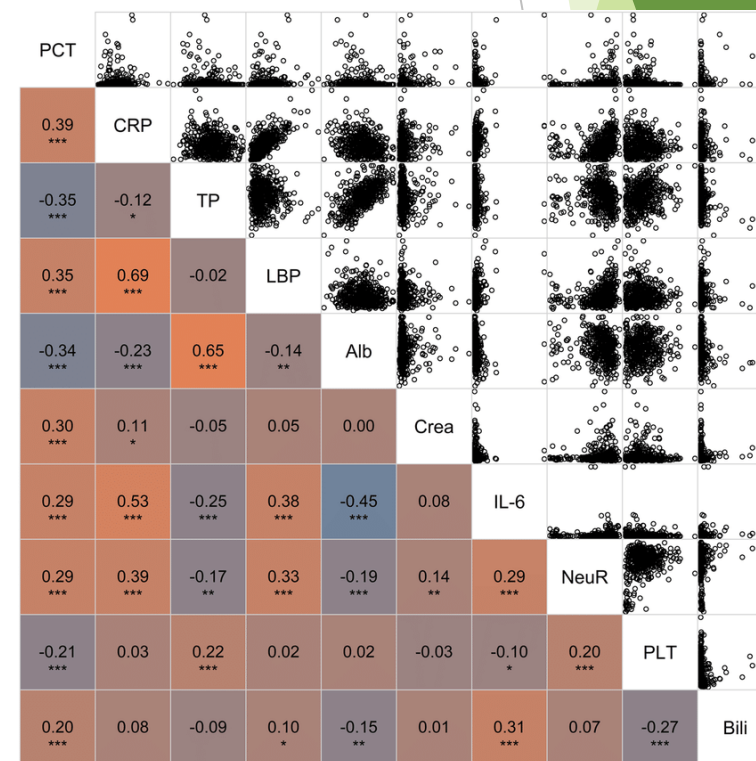 PCT
0.39 CRP
***
-0.35 -0.12 TP
*** *
0.35 0.69 -0.02 LBP
*** ***
-0.34 -0.23 0.65 -0.14 Alb
*** *** *** **
0.30 0.11 -0.05 0.05 0.00 Crea
*** *
0.29 0.53 -0.25 0.38 -0.45 0.08 IL-6
*** *** *** *** ***
0.29 0.39 -0.17 0.33 -0.19 0.14 0.29 NeuR
*** *** ** *** *** ** ***
-0.21 0.03 0.22 0.02 0.02 -0.03 -0.10 0.20 PLT
*** *** * ***
0.20 0.08 -0.09 0.10 -0.15 0.01 0.31 0.07 -0.27 Bili
*** * ** *** ***